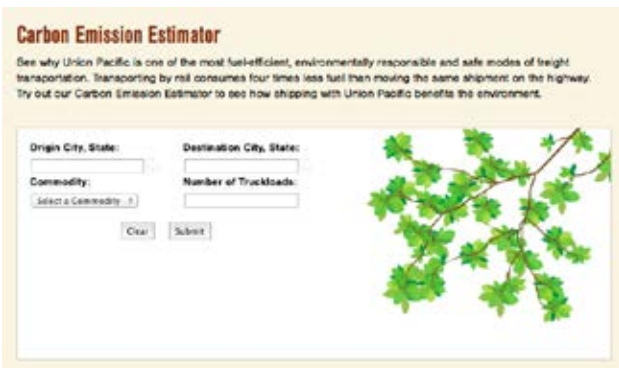 Carbon Emission Estimator
See why Union Pacific is one of the most fuel-efficient, environmentally responsible and safe modes of freight
transportation. Transporting by rail consumes four times less fuel than moving the same shipment on the highway.
Try out our Carbon Emission Estimator to see how shipping with Union Pacific benefits the environment.
Origin City, State: Destination City, State:
Commodity: Number of Truckloads:
Select a Commodity
Clear Submit